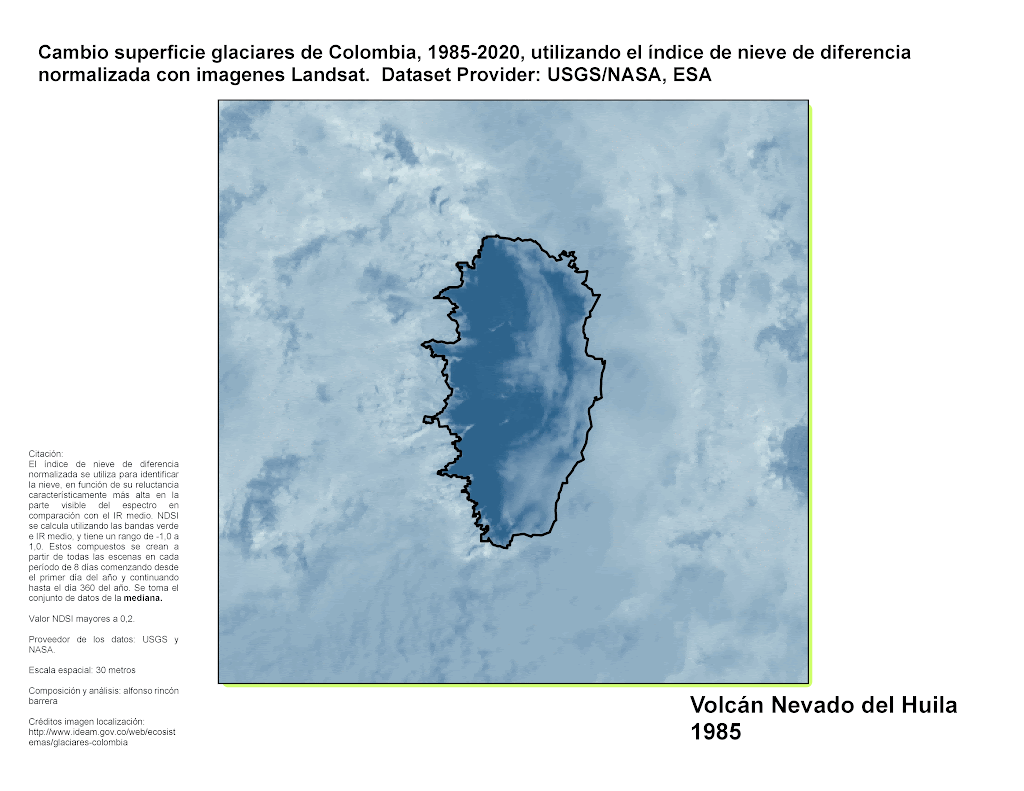 Cambio superficie glaciares de Colombia, 1985-2020, utilizando el índice de nieve de diferencia
normalizada con imagenes Landsat.  Dataset Provider: USGS/NASA, ESA
Citación:
El índice de nieve de diferencia
normalizada se utiliza para identificar
la nieve, en función de su reluctancia
característicamente más alta en la
parte visible del espectro en
comparación con el IR medio. NDSI
se calcula utilizando las bandas verde
e IR medio, y tiene un rango de -1,0 a
1,0. Estos compuestos se crean a
partir de todas las escenas en cada
período de 8 días comenzando desde
el primer día del año y continuando
hasta el día 360 del año. Se toma el
conjunto de datos de la mediana.
Valor NDSI mayores a 0,2.
Proveedor de los datos: USGS y
NASA.
Escala espacial: 30 metros
Composición y análisis: alfonso rincón
barrera
Créditos imagen localización:
http://www.ideam.gov.co/web/ecosist
emas/glaciares-colombia
Volcán Nevado del Huila
1985